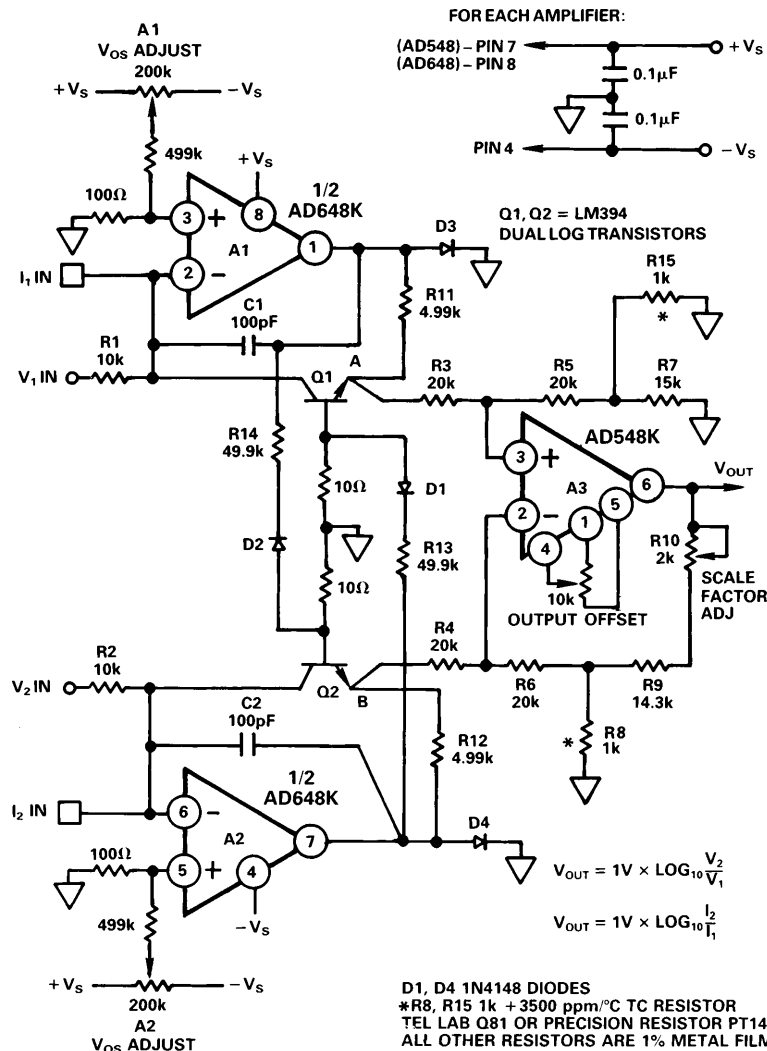 FOR EACH AMPLIFIER:
(AD548) – PIN 7
(AD648) – PIN 8
+VS
0.1µF
0.1µF
PIN 4
–VS
A1
VOS ADJUST
200k
+VS
–VS
499k
100Ω
+VS
1/2
AD648K
3
+
8
A1
1
2
–
I1 IN
D3
Q1, Q2 = LM394
DUAL LOG TRANSISTORS
R15
1k
*
R11
4.99k
C1
100pF
R1
10k
V1 IN
A
Q1
R3
20k
R5
20k
R7
15k
R14
49.9k
10Ω
D1
AD548K
3
+
A3
6
VOUT
2
–
1
5
4
D2
R13
49.9k
10Ω
10k
OUTPUT OFFSET
R10
2k
SCALE
FACTOR
ADJ
R2
10k
V2 IN
Q2
B
R4
20k
R6
20k
R9
14.3k
C2
100pF
R12
4.99k
*
R8
1k
I2 IN
1/2
AD648K
6
–
A2
7
5
+
4
D4
100Ω
–VS
499k
+VS
–VS
200k
A2
VOS ADJUST
VOUT = 1V × LOG10 V2/V1
VOUT = 1V × LOG10 I2/I1
D1, D4 1N4148 DIODES
*R8, R15 1k +3500 ppm/°C TC RESISTOR
TEL LAB Q81 OR PRECISION RESISTOR PT14
ALL OTHER RESISTORS ARE 1% METAL FILM